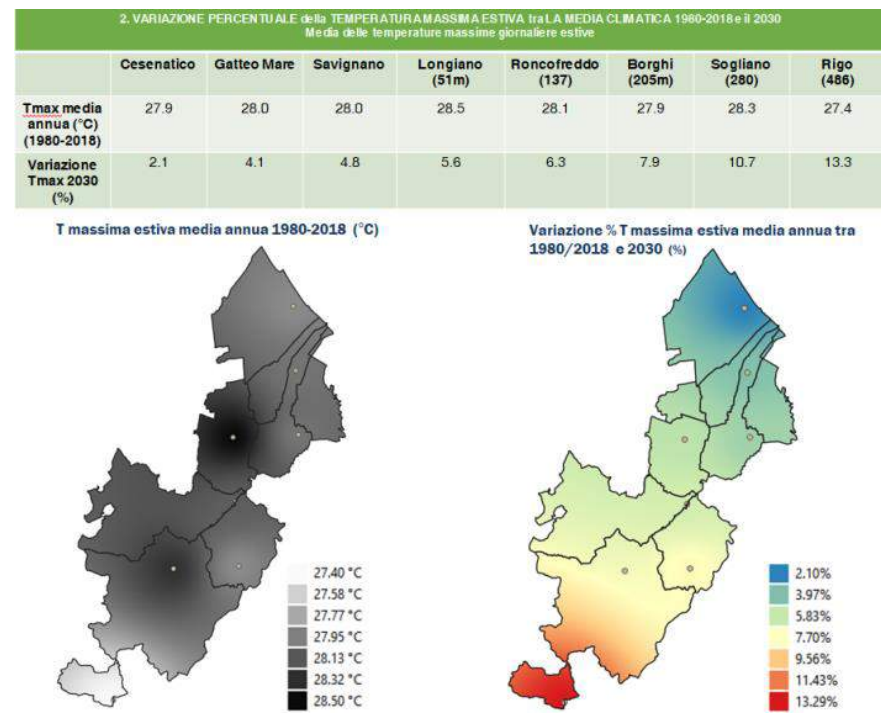 2. VARIAZIONE PERCENTUALE della TEMPERATURA MASSIMA ESTIVA tra LA MEDIA CLIMATICA 1980-2018 e il 2030
Media delle temperature massime giornaliere estive
Cesenatico Gatteo Mare Savignano Longiano (51m) Roncofreddo (137) Borghi (205m) Sogliano (280) Rigo (486)
Tmax media annua (°C) (1980-2018) 27.9 28.0 28.0 28.5 28.1 27.9 28.3 27.4
Variazione Tmax 2030 (%) 2.1 4.1 4.8 5.6 6.3 7.9 10.7 13.3
T massima estiva media annua 1980-2018 (°C)
27.40 °C
27.58 °C
27.77 °C
27.95 °C
28.13 °C
28.32 °C
28.50 °C
Variazione % T massima estiva media annua tra
1980/2018 e 2030 (%)
2.10%
3.97%
5.83%
7.70%
9.56%
11.43%
13.29%